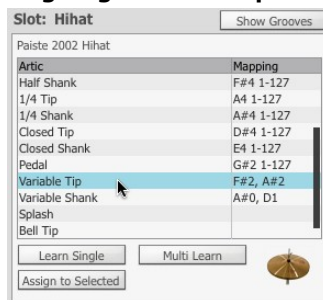 Slot: Hihat Show Grooves
Paiste 2002 Hihat
Artic Mapping
Half Shank F#4 1-127
1/4 Tip A4 1-127
1/4 Shank A#4 1-127
Closed Tip D#4 1-127
Closed Shank E4 1-127
Pedal G#2 1-127
Variable Tip F#2, A#2
Variable Shank A#0, D1
Splash
Bell Tip
Learn Single Multi Learn
Assign to Selected